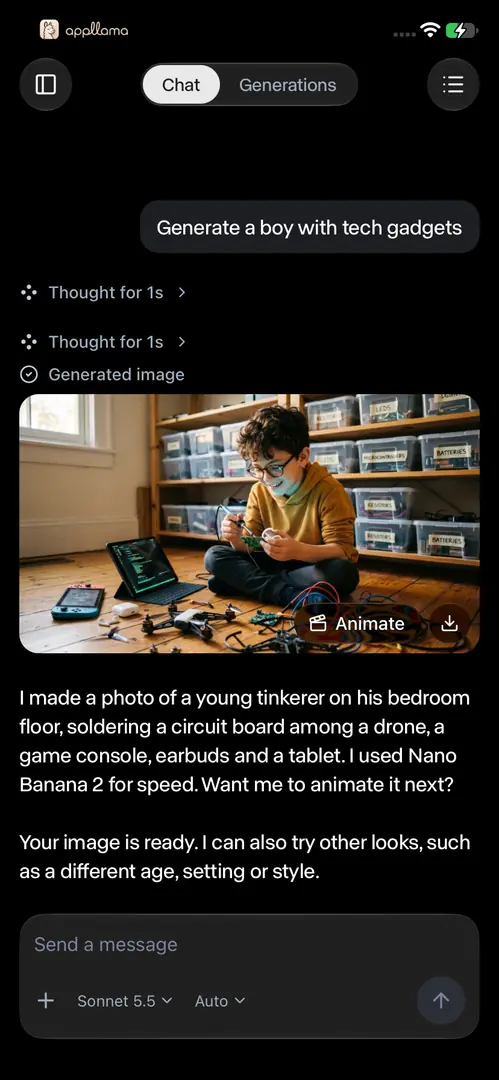 appllama
Chat
Generations
Generate a boy with tech gadgets
Thought for 1s
Thought for 1s
Generated image
LEDS
MICROCONTROLLERS
BATTERIES
RESISTORS
RESISTORS
BATTERIES
Animate
I made a photo of a young tinkerer on his bedroom
floor, soldering a circuit board among a drone, a
game console, earbuds and a tablet. I used Nano
Banana 2 for speed. Want me to animate it next?
Your image is ready. I can also try other looks, such
as a different age, setting or style.
Send a message
Sonnet 5.5
Auto